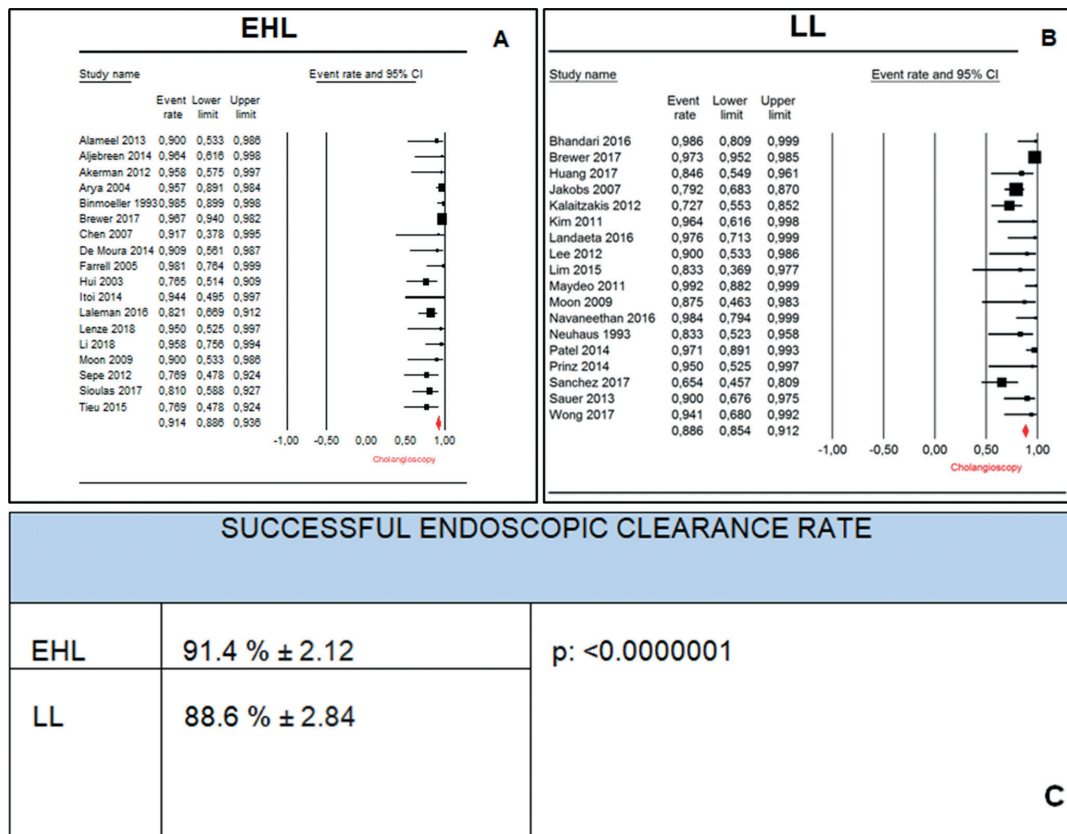 EHL
A
Study name
Event rate and 95% CI
Event Lower Upper
rate limit limit
Alameel 2013 0,900 0,533 0,986
Aljebreen 2014 0,964 0,616 0,998
Akerman 2012 0,958 0,575 0,997
Arya 2004 0,957 0,891 0,984
Binmoeller 1993 0,985 0,899 0,998
Brewer 2017 0,967 0,940 0,982
Chen 2007 0,917 0,378 0,995
De Moura 2014 0,909 0,561 0,987
Farrell 2005 0,981 0,764 0,999
Hui 2003 0,765 0,514 0,909
Itoi 2014 0,944 0,495 0,997
Laleman 2016 0,821 0,669 0,912
Lenze 2018 0,950 0,525 0,997
Li 2018 0,958 0,756 0,994
Moon 2009 0,900 0,533 0,986
Sepe 2012 0,769 0,478 0,924
Sioulas 2017 0,810 0,588 0,927
Tieu 2015 0,769 0,478 0,924
0,914 0,886 0,936
-1,00 -0,50 0,00 0,50 1,00
Cholangioscopy
LL
B
Study name
Event rate and 95% CI
Event Lower Upper
rate limit limit
Bhandari 2016 0,986 0,809 0,999
Brewer 2017 0,973 0,952 0,985
Huang 2017 0,846 0,549 0,961
Jakobs 2007 0,792 0,683 0,870
Kalaitzakis 2012 0,727 0,553 0,852
Kim 2011 0,964 0,616 0,998
Landaeta 2016 0,976 0,713 0,999
Lee 2012 0,900 0,533 0,986
Lim 2015 0,833 0,369 0,977
Maydeo 2011 0,992 0,882 0,999
Moon 2009 0,875 0,463 0,983
Navaneethan 2016 0,984 0,794 0,999
Neuhaus 1993 0,833 0,523 0,958
Patel 2014 0,971 0,891 0,993
Prinz 2014 0,950 0,525 0,997
Sanchez 2017 0,654 0,457 0,809
Sauer 2013 0,900 0,676 0,975
Wong 2017 0,941 0,680 0,992
0,886 0,854 0,912
-1,00 -0,50 0,00 0,50 1,00
Cholangioscopy
SUCCESSFUL ENDOSCOPIC CLEARANCE RATE
EHL 91.4 % ± 2.12 p: <0.0000001
LL 88.6 % ± 2.84
C